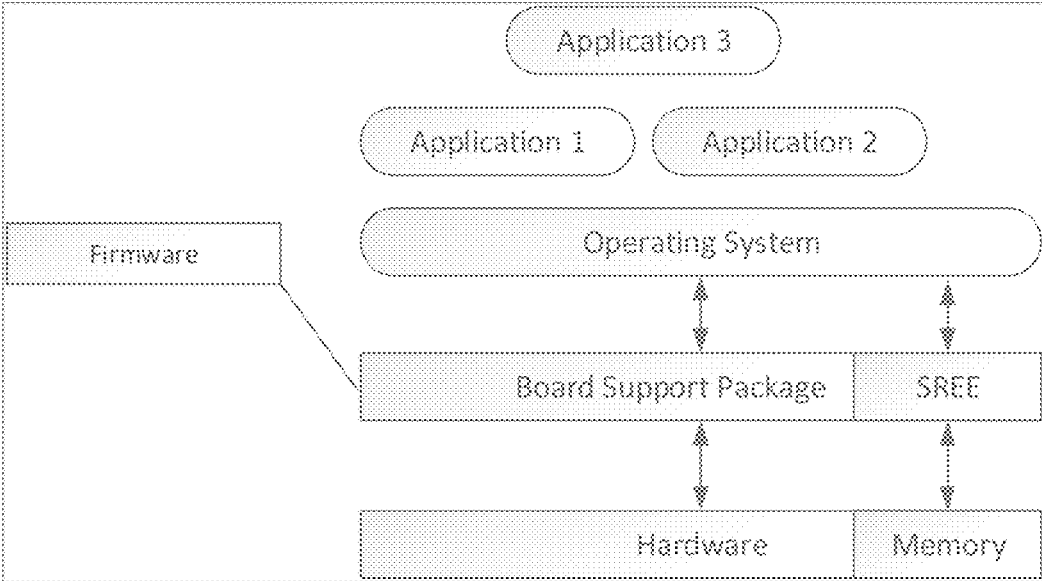 Application 3
Application 1
Application 2
Operating System
Firmware
Board Support Package
SREE
Hardware
Memory